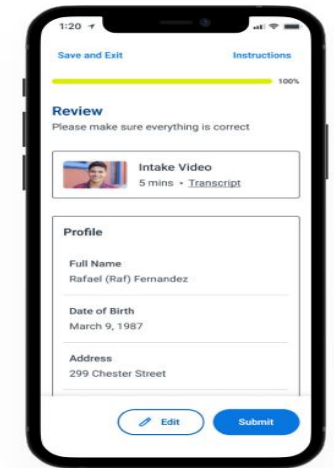 1:20
Save and Exit Instructions
100%
Review
Please make sure everything is correct
Intake Video
5 mins • Transcript
Profile
Full Name
Rafael (Raf) Fernandez
Date of Birth
March 9, 1987
Address
299 Chester Street
Edit Submit